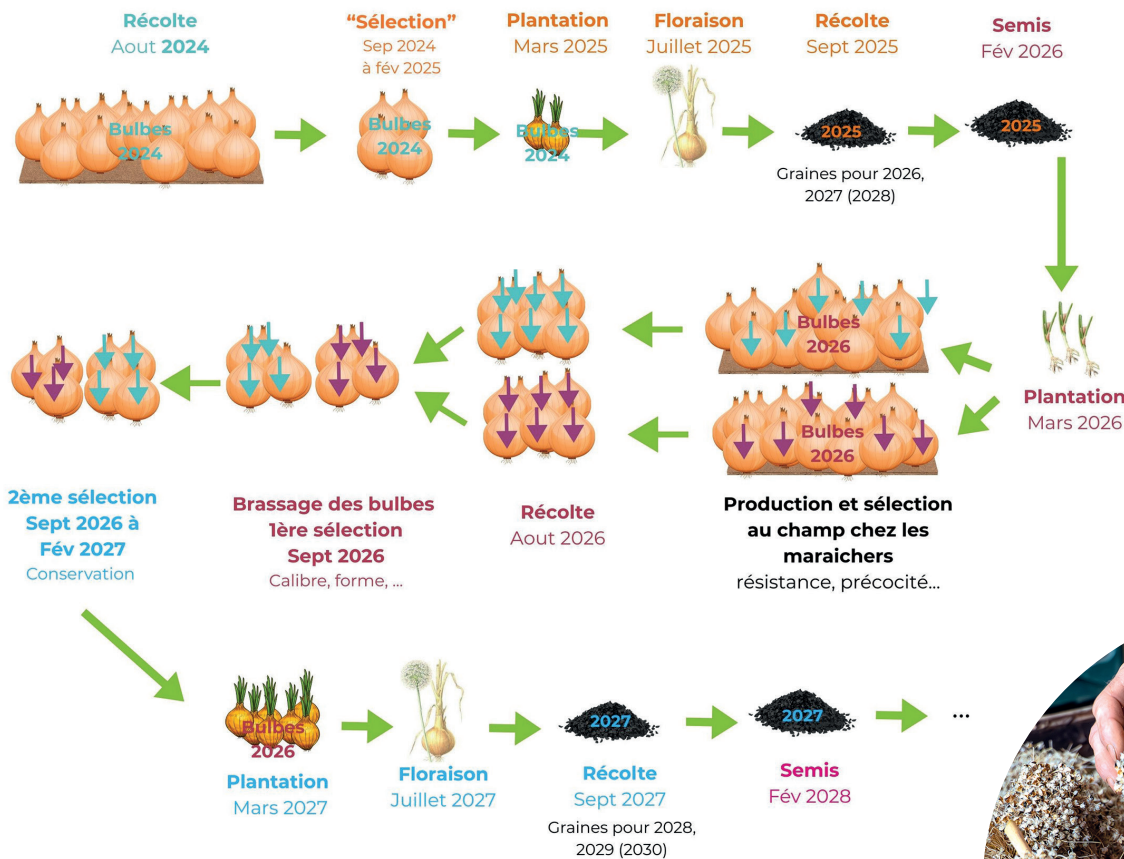 Récolte
Aout 2024
“Sélection”
Sep 2024
à fév 2025
Plantation
Mars 2025
Floraison
Juillet 2025
Récolte
Sept 2025
Semis
Fév 2026
Bulbes
2024
Bulbes
2024
Bulbes
2024
2025
2025
Graines pour 2026,
2027 (2028)
Bulbes
2026
Bulbes
2026
Plantation
Mars 2026
2ème sélection
Sept 2026 à
Fév 2027
Conservation
Brassage des bulbes
1ère sélection
Sept 2026
Calibre, forme, ...
Récolte
Aout 2026
Production et sélection
au champ chez les
maraichers
résistance, précocité...
Bulbes
2026
2027
2027
...
Plantation
Mars 2027
Floraison
Juillet 2027
Récolte
Sept 2027
Semis
Fév 2028
Graines pour 2028,
2029 (2030)